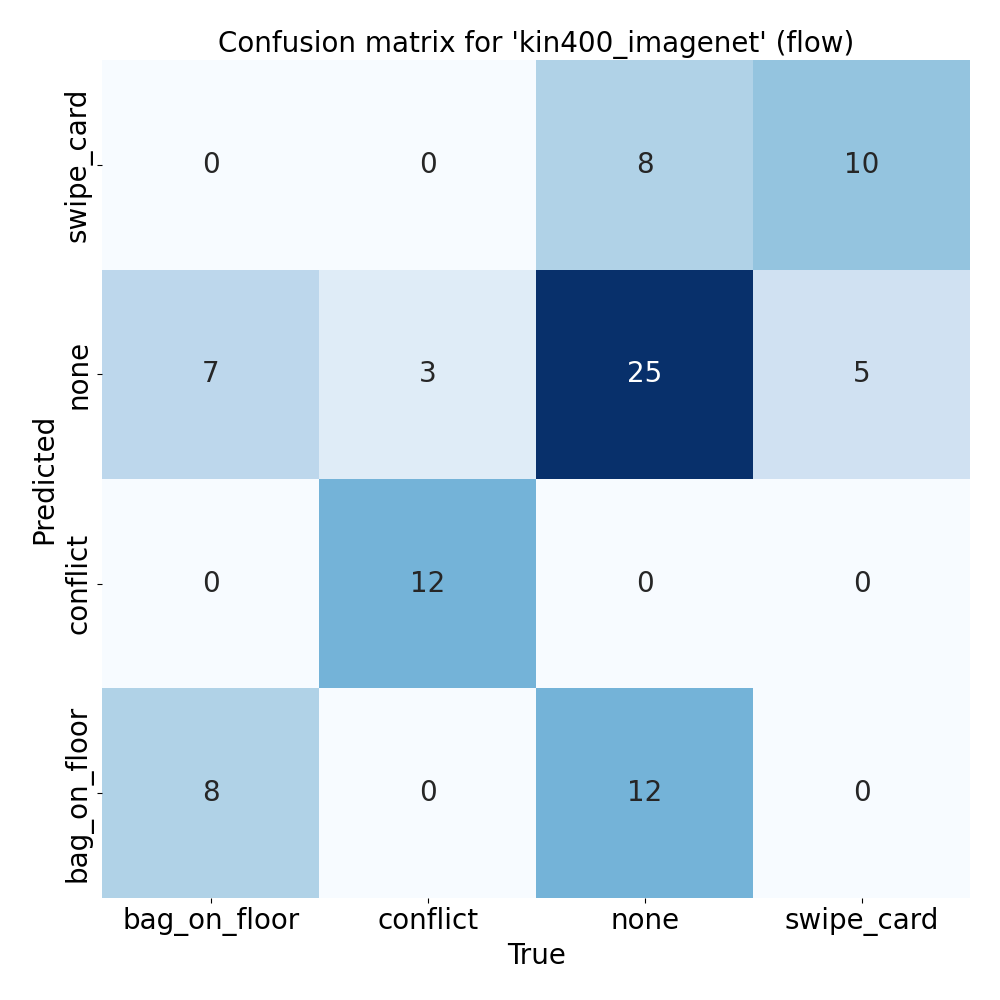 Confusion matrix for 'kin400_imagenet' (flow)
Predicted
swipe_card
0 0 8 10
none
7 3 25 5
conflict
0 12 0 0
bag_on_floor
8 0 12 0
bag_on_floor conflict none swipe_card
True